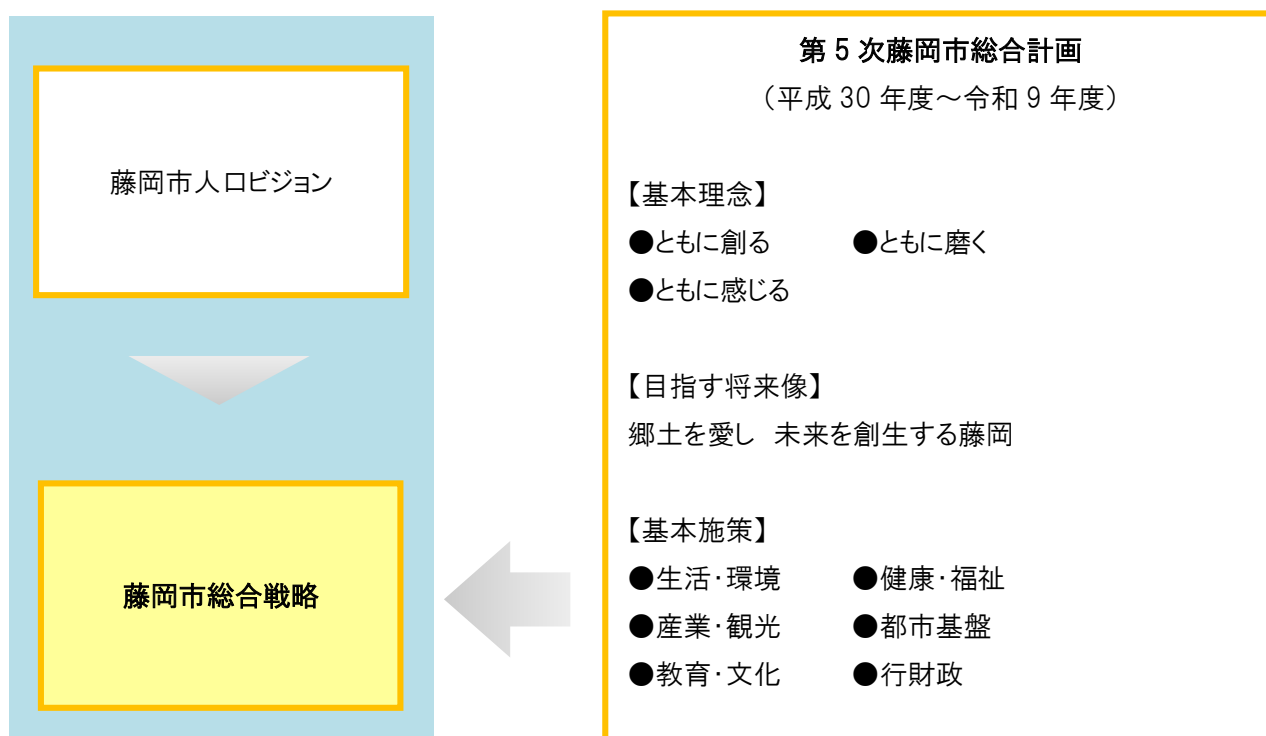 藤岡市人口ビジョン
藤岡市総合戦略
第 5 次藤岡市総合計画
（平成 30 年度～令和 9 年度）
【基本理念】
●ともに創る ●ともに磨く
●ともに感じる
【目指す将来像】
郷土を愛し 未来を創生する藤岡
【基本施策】
●生活・環境 ●健康・福祉
●産業・観光 ●都市基盤
●教育・文化 ●行財政